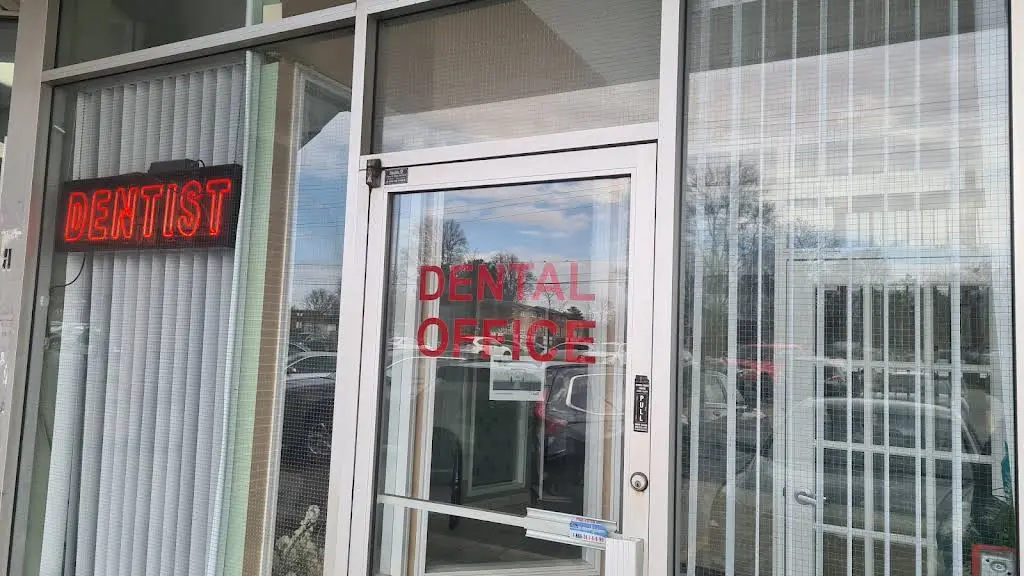 DENTIST
DENTAL
OFFICE
PULL